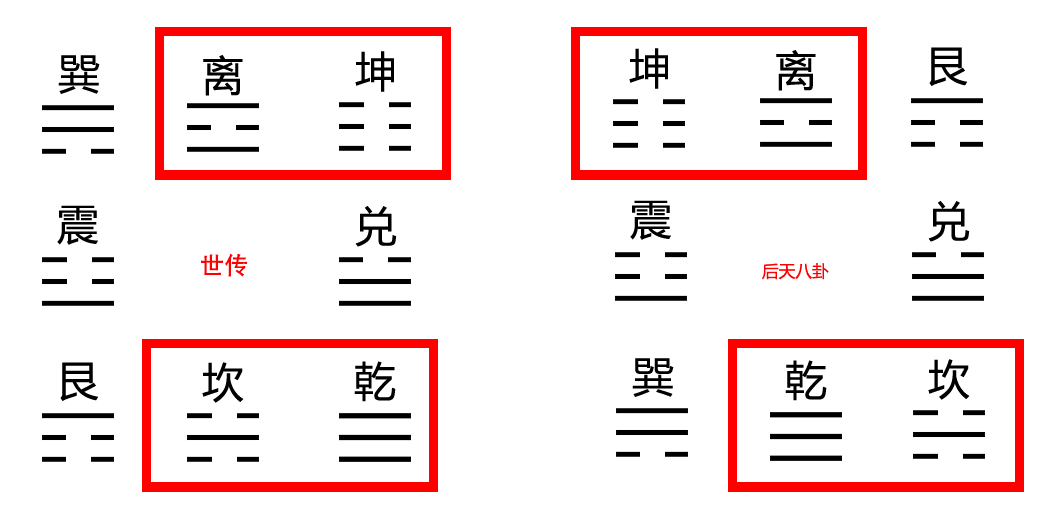 巽 离 坤
震 世传 兑
艮 坎 乾
坤 离 艮
震 后天八卦 兑
巽 乾 坎